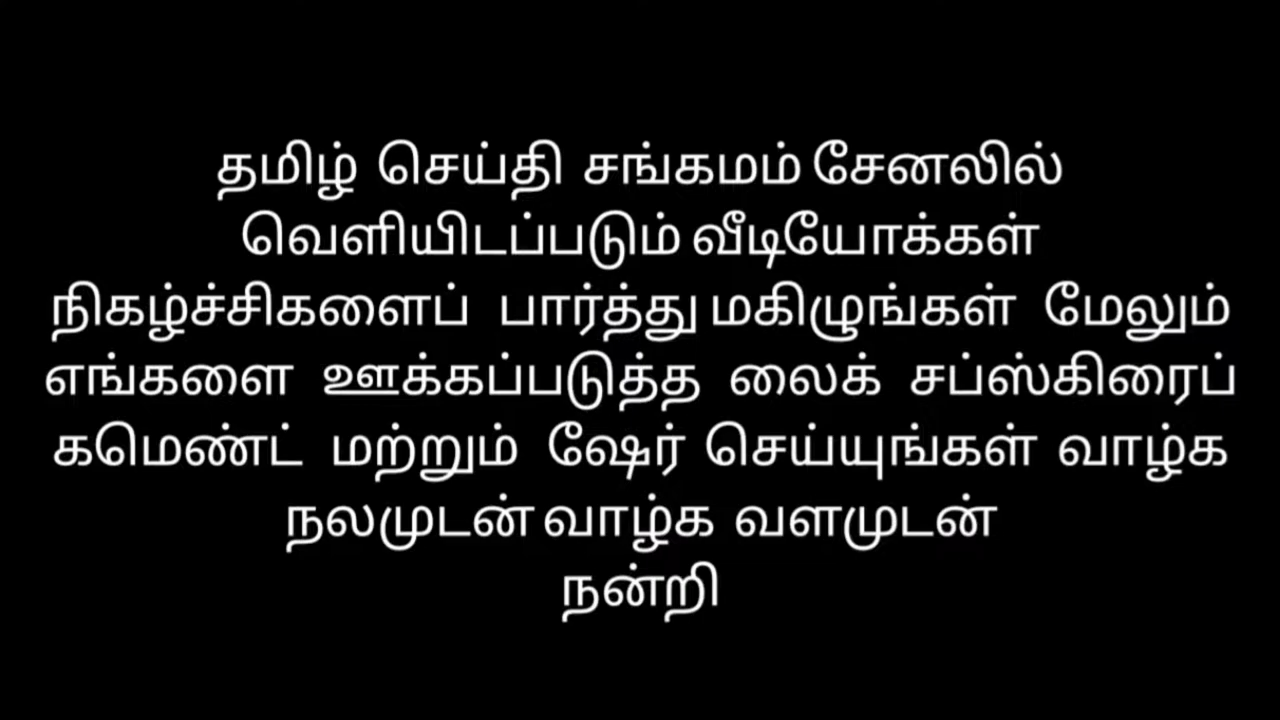 தமிழ் செய்தி சங்கமம் சேனலில்
வெளியிடப்படும் வீடியோக்கள்
நிகழ்ச்சிகளைப் பார்த்து மகிழுங்கள் மேலும்
எங்களை ஊக்கப்படுத்த லைக் சப்ஸ்கிரைப்
கமெண்ட் மற்றும் ஷேர் செய்யுங்கள் வாழ்க
நலமுடன் வாழ்க வளமுடன்
நன்றி